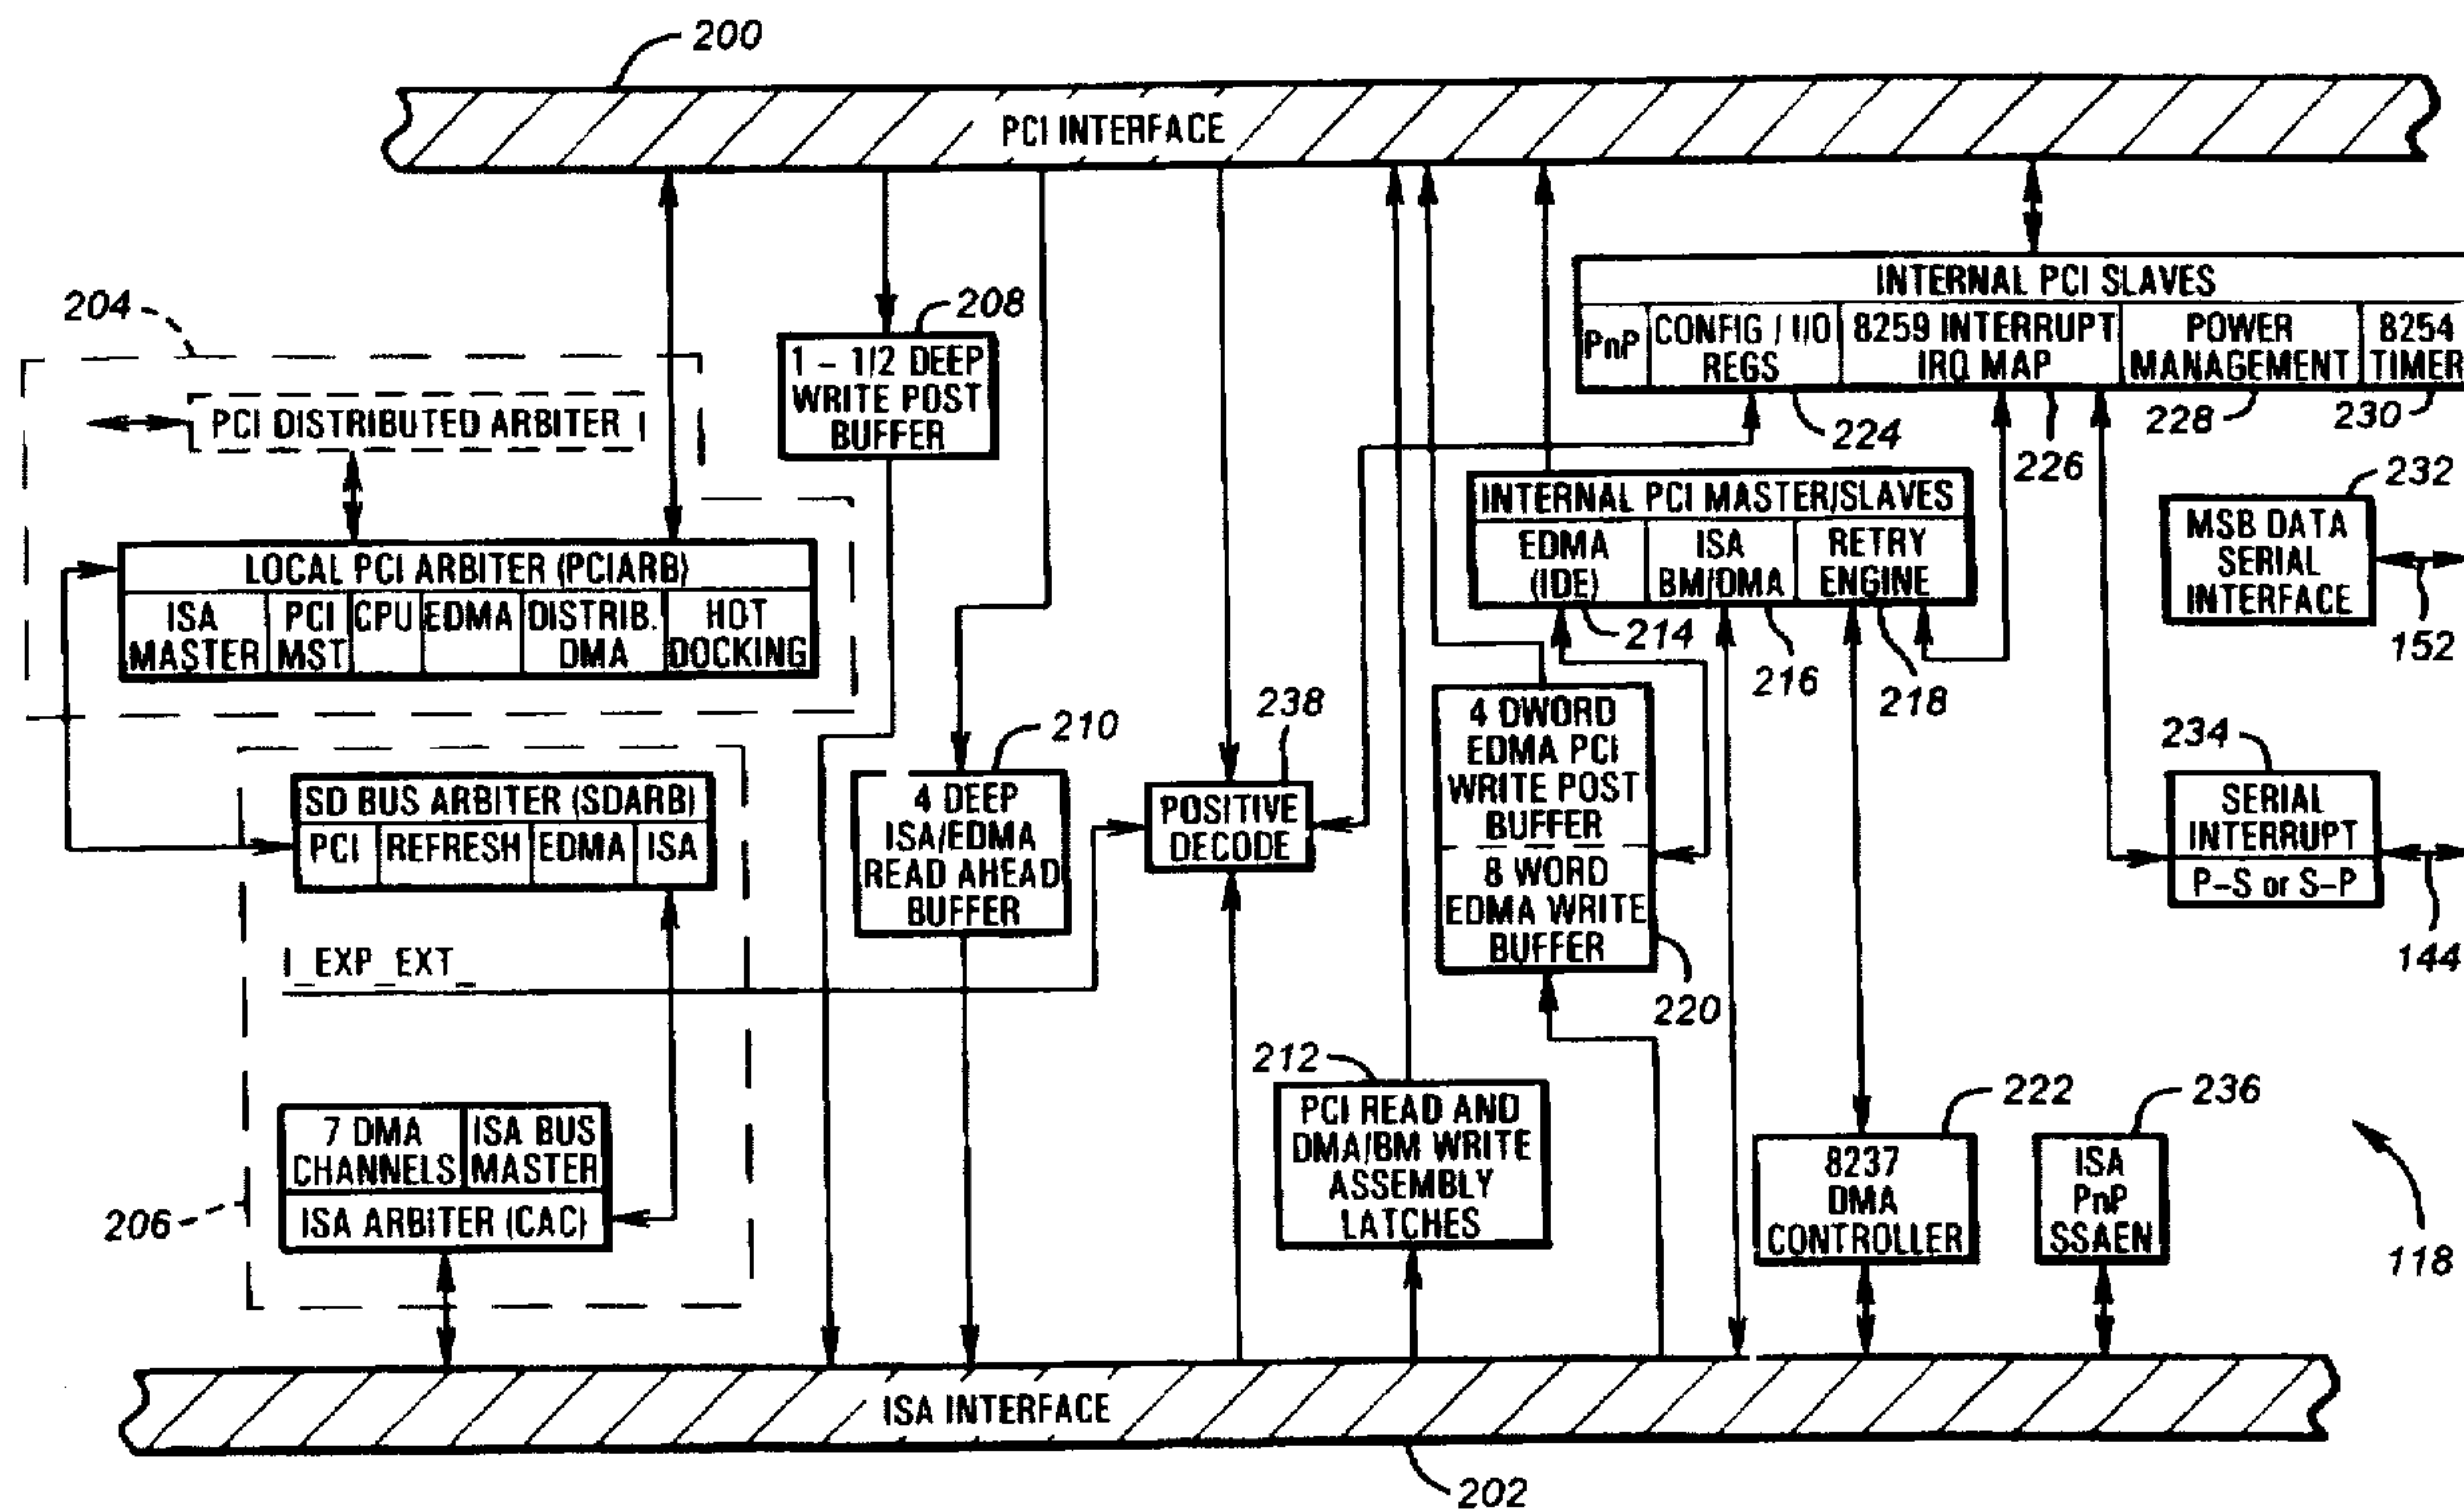 200
PCI INTERFACE
204
208
1 – 1/2 DEEP
WRITE POST
BUFFER
PCI DISTRIBUTED ARBITER
LOCAL PCI ARBITER (PCIARB)
ISA
MASTER
PCI
MST
CPU
EDMA
DISTRIB.
DMA
HOT
DOCKING
INTERNAL PCI SLAVES
PnP
CONFIG / I/O
REGS
8259 INTERRUPT
IRQ MAP
POWER
MANAGEMENT
8254
TIMER
224
226
228
230
INTERNAL PCI MASTER/SLAVES
EDMA
(IDE)
ISA
BM/DMA
RETRY
ENGINE
214
216
218
232
MSB DATA
SERIAL
INTERFACE
152
SD BUS ARBITER (SDARB)
PCI
REFRESH
EDMA
ISA
210
4 DEEP
ISA/EDMA
READ AHEAD
BUFFER
238
POSITIVE
DECODE
4 DWORD
EDMA PCI
WRITE POST
BUFFER
8 WORD
EDMA WRITE
BUFFER
220
234
SERIAL
INTERRUPT
P–S or S–P
144
I_EXP_EXT_
7 DMA
CHANNELS
ISA BUS
MASTER
ISA ARBITER (CAC)
206
212
PCI READ AND
DMA/BM WRITE
ASSEMBLY
LATCHES
222
8237
DMA
CONTROLLER
236
ISA
PnP
SSAEN
118
ISA INTERFACE
202